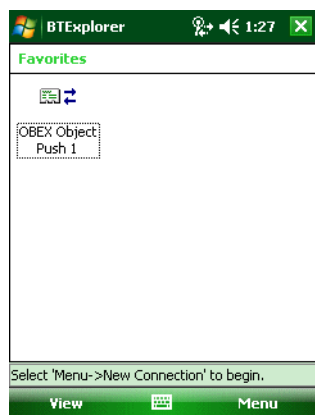 BTExplorer 1:27
Favorites
OBEX Object
Push 1
Select 'Menu->New Connection' to begin.
View Menu